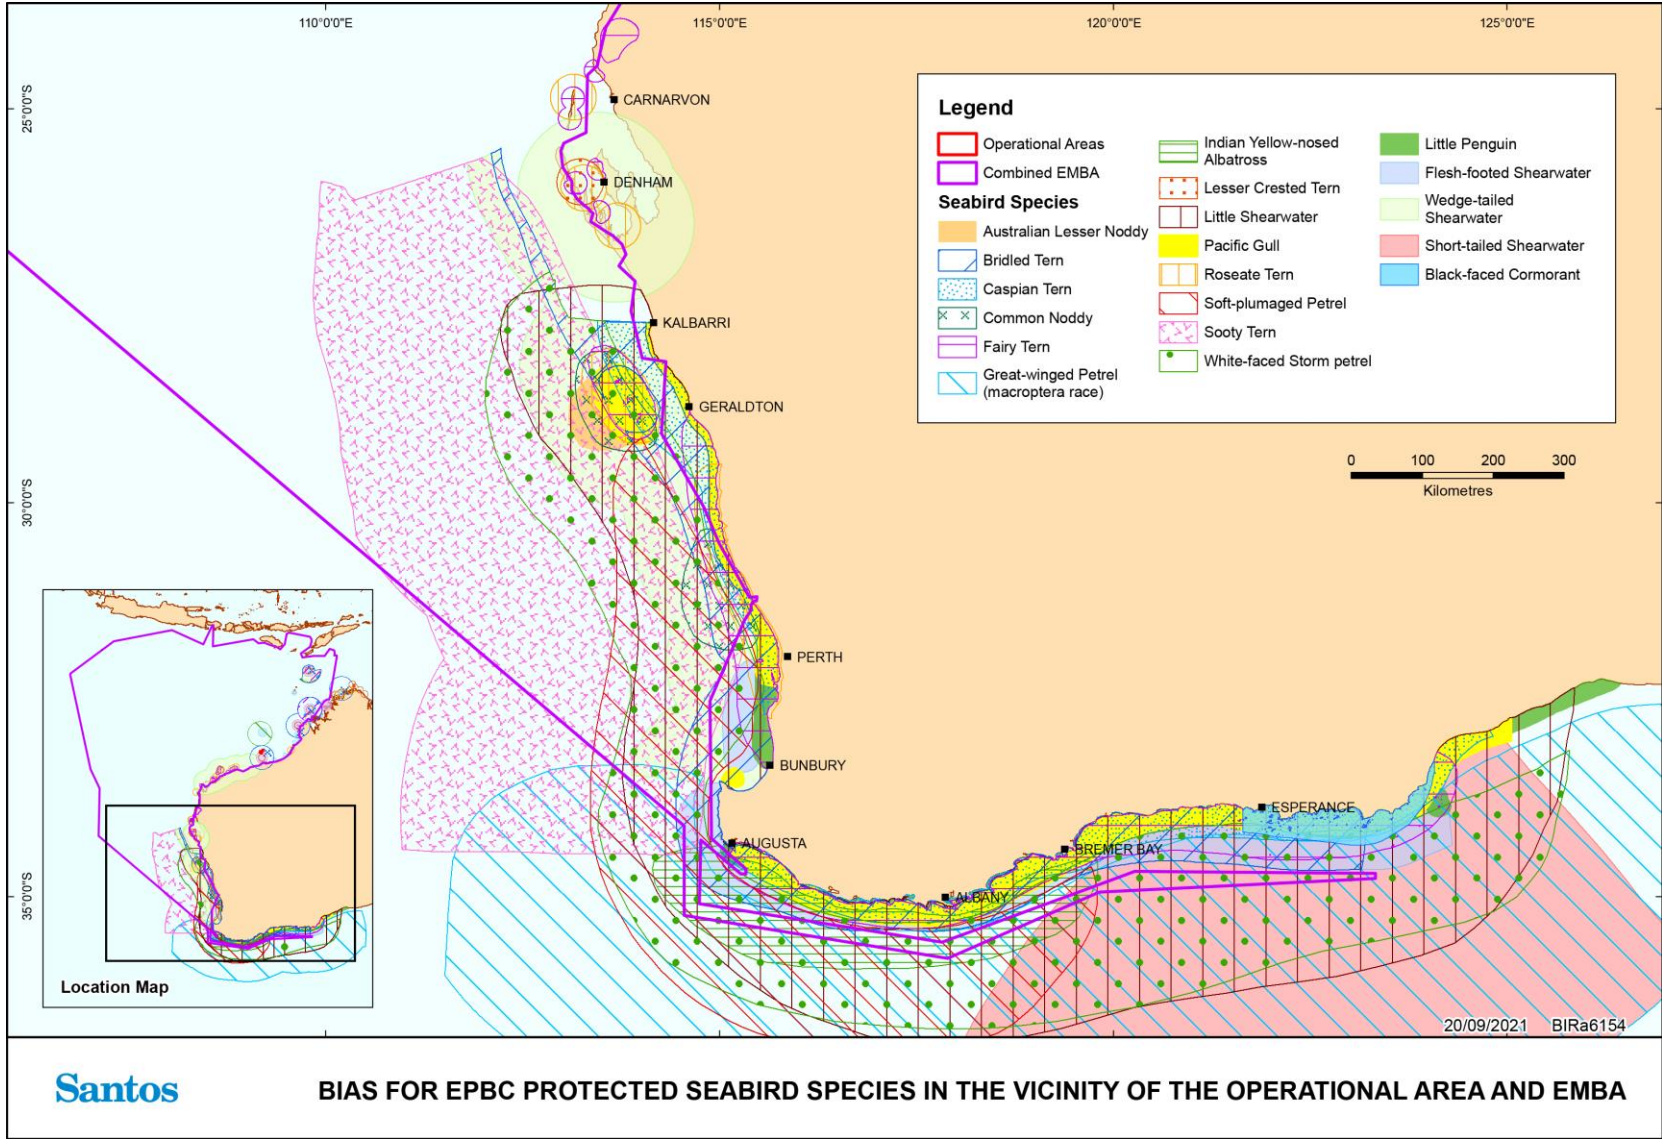 110°0'0"E
115°0'0"E
120°0'0"E
125°0'0"E
25°0'0"S
30°0'0"S
35°0'0"S
CARNARVON
DENHAM
KALBARRI
GERALDTON
PERTH
BUNBURY
AUGUSTA
ALBANY
BREMER BAY
ESPERANCE
Legend
Operational Areas
Combined EMBA
Seabird Species
Australian Lesser Noddy
Bridled Tern
Caspian Tern
Common Noddy
Fairy Tern
Great-winged Petrel
(macroptera race)
Indian Yellow-nosed
Albatross
Lesser Crested Tern
Little Shearwater
Pacific Gull
Roseate Tern
Soft-plumaged Petrel
Sooty Tern
White-faced Storm petrel
Little Penguin
Flesh-footed Shearwater
Wedge-tailed
Shearwater
Short-tailed Shearwater
Black-faced Cormorant
0 100 200 300
Kilometres
Location Map
20/09/2021 BIRa6154
Santos
BIAS FOR EPBC PROTECTED SEABIRD SPECIES IN THE VICINITY OF THE OPERATIONAL AREA AND EMBA